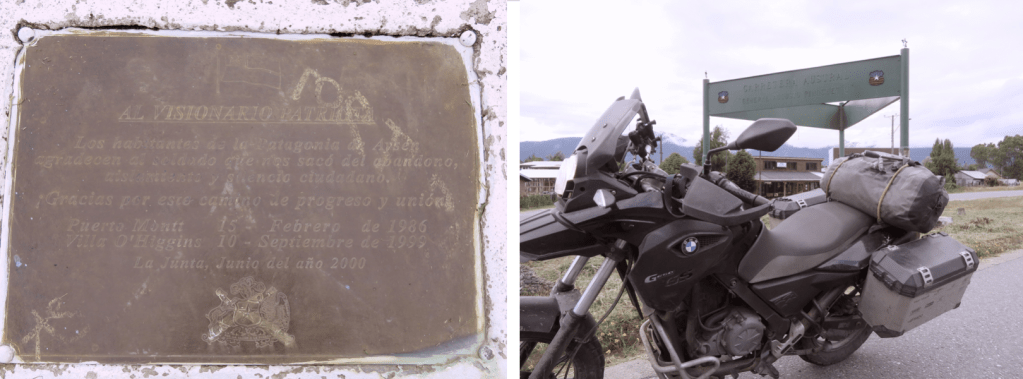 AL VISIONARIO PATRIOTA
Los habitantes de la Patagonia de Aysén
agradecen al soldado que nos sacó del abandono,
aislamiento y silencio ciudadano.
¡Gracias por este camino de progreso y unión!
Puerto Montt 15 - Febrero de 1986
Villa O'Higgins 10 - Septiembre de 1999
La Junta, Junio del año 2000
CARRETERA AUSTRAL
BMW
G